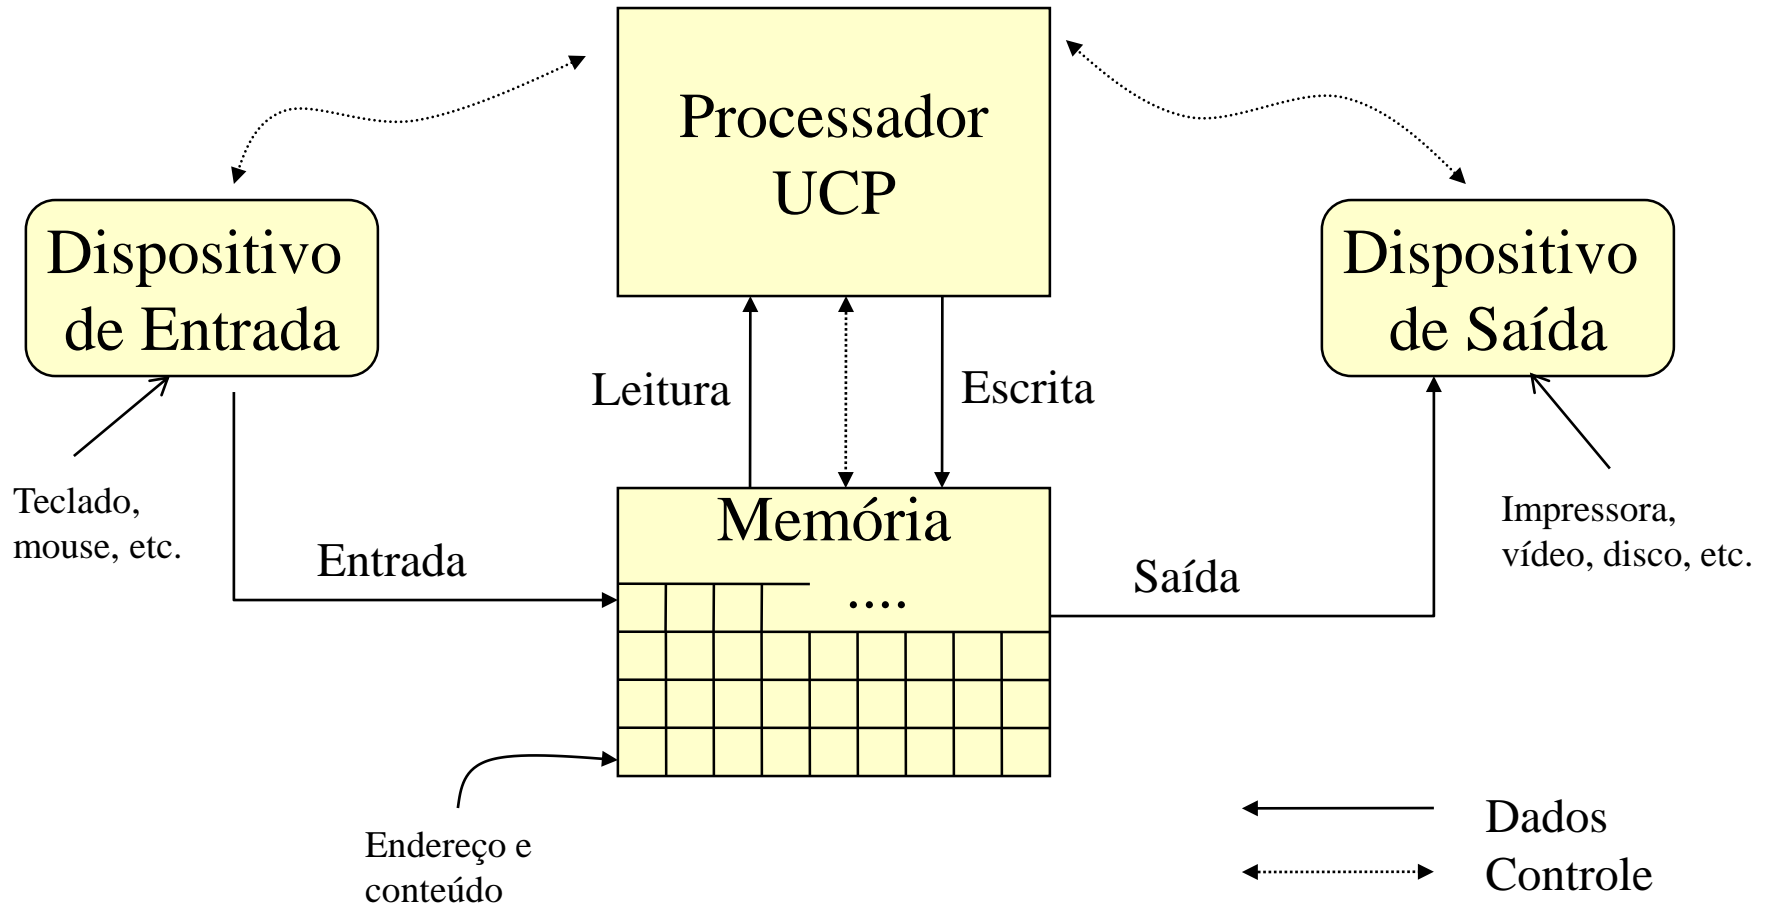 Processador
UCP
Dispositivo
de Entrada
Dispositivo
de Saída
Leitura
Escrita
Teclado,
mouse, etc.
Entrada
Memória
....
Saída
Impressora,
vídeo, disco, etc.
Endereço e
conteúdo
Dados
Controle